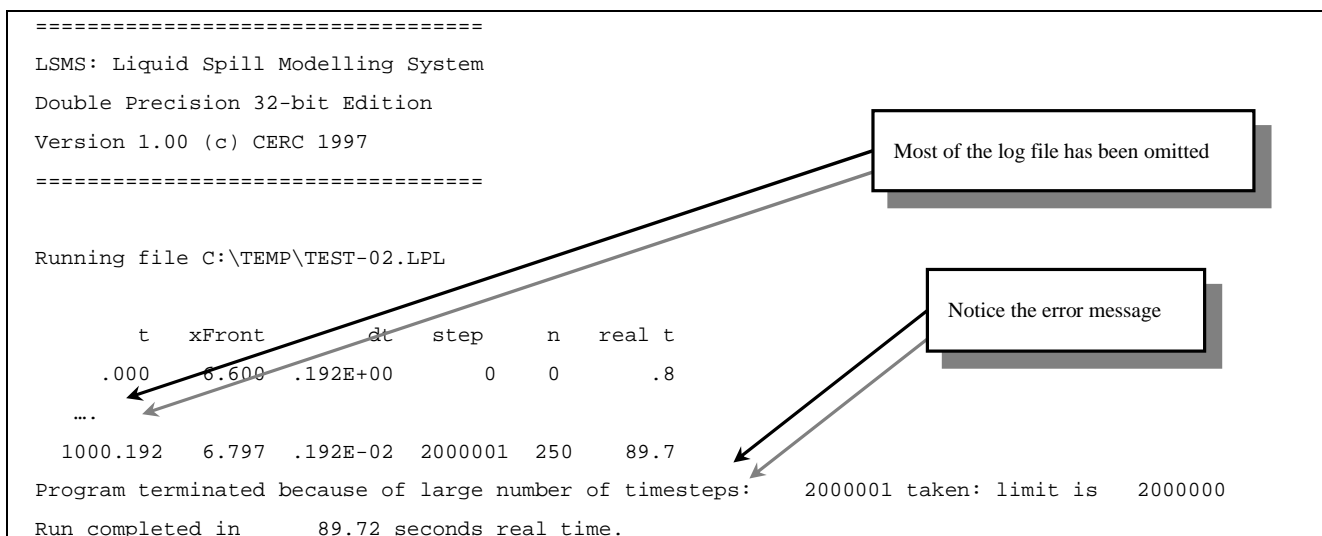 ===================================
LSMS: Liquid Spill Modelling System
Double Precision 32-bit Edition
Version 1.00 (c) CERC 1997
===================================
Most of the log file has been omitted
Running file C:\TEMP\TEST-02.LPL
Notice the error message
t xFront dt step n real t
.000 6.600 .192E+00 0 0 .8
….
1000.192 6.797 .192E-02 2000001 250 89.7
Program terminated because of large number of timesteps: 2000001 taken: limit is 2000000
Run completed in 89.72 seconds real time.